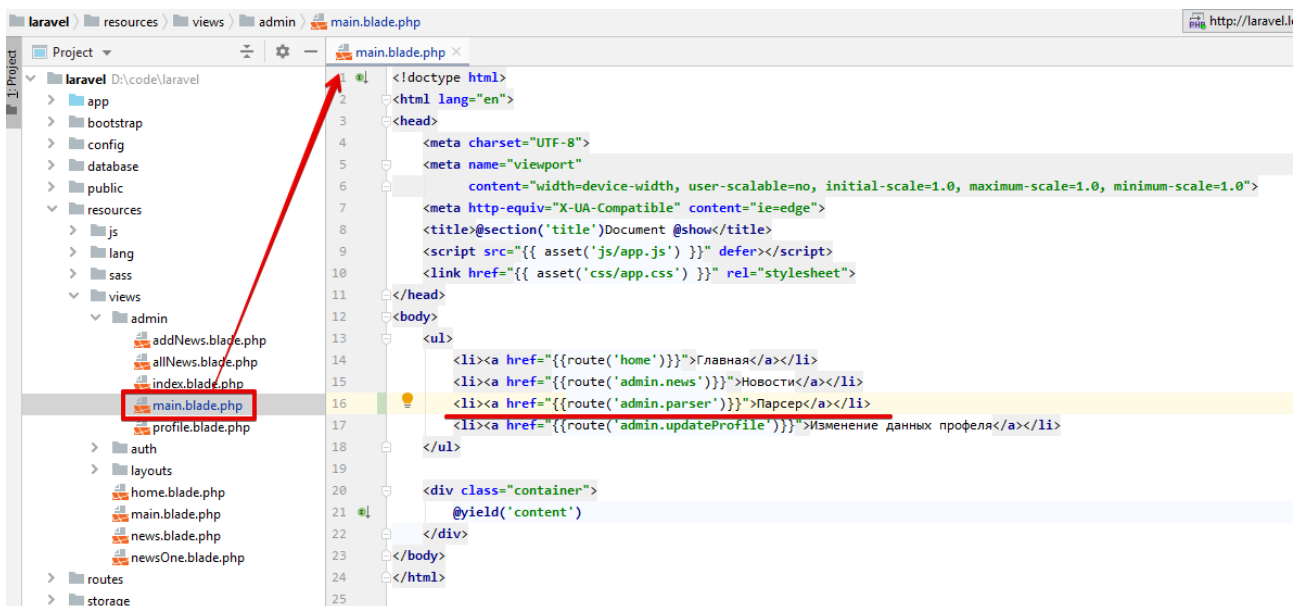 laravel resources views admin main.blade.php
http://laravel.l
Project
main.blade.php
1: Project
laravel D:\code\laravel
app
bootstrap
config
database
public
resources
js
lang
sass
views
admin
addNews.blade.php
allNews.blade.php
index.blade.php
main.blade.php
profile.blade.php
auth
layouts
home.blade.php
main.blade.php
news.blade.php
newsOne.blade.php
routes
storage
1 <!doctype html>
2 <html lang="en">
3 <head>
4 <meta charset="UTF-8">
5 <meta name="viewport"
6 content="width=device-width, user-scalable=no, initial-scale=1.0, maximum-scale=1.0, minimum-scale=1.0">
7 <meta http-equiv="X-UA-Compatible" content="ie=edge">
8 <title>@section('title')Document @show</title>
9 <script src="{{ asset('js/app.js') }}" defer></script>
10 <link href="{{ asset('css/app.css') }}" rel="stylesheet">
11 </head>
12 <body>
13 <ul>
14 <li><a href="{{route('home')}}">Главная</a></li>
15 <li><a href="{{route('admin.news')}}">Новости</a></li>
16 <li><a href="{{route('admin.parser')}}">Парсер</a></li>
17 <li><a href="{{route('admin.updateProfile')}}">Изменение данных профеля</a></li>
18 </ul>
19
20 <div class="container">
21 @yield('content')
22 </div>
23 </body>
24 </html>
25